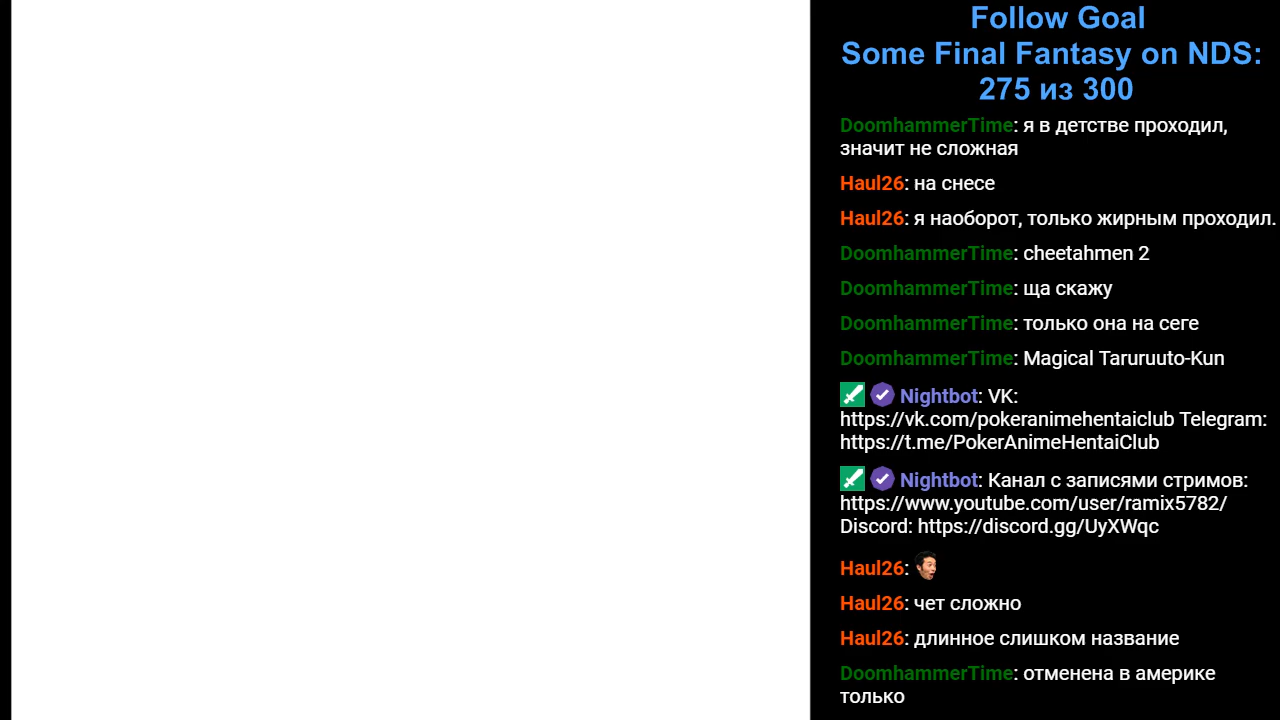 Follow Goal
Some Final Fantasy on NDS:
275 из 300
DoomhammerTime: я в детстве проходил,
значит не сложная
Haul26: на снесе
Haul26: я наоборот, только жирным проходил.
DoomhammerTime: cheetahmen 2
DoomhammerTime: ща скажу
DoomhammerTime: только она на сеге
DoomhammerTime: Magical Taruruuto-Kun
Nightbot: VK:
https://vk.com/pokeranimehentaiclub Telegram:
https://t.me/PokerAnimeHentaiClub
Nightbot: Канал с записями стримов:
https://www.youtube.com/user/ramix5782/
Discord: https://discord.gg/UyXWqc
Haul26:
Haul26: чет сложно
Haul26: длинное слишком название
DoomhammerTime: отменена в америке
только